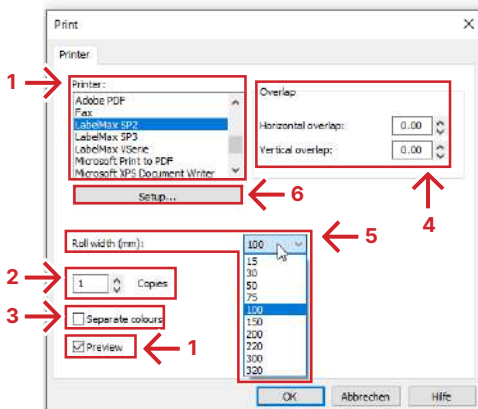 Print
Printer
1
Printer:
Adobe PDF
Fax
LabelMax SP2
LabelMax SP3
LabelMax VSerie
Microsoft Print to PDF
Microsoft XPS Document Writer
Overlap
Horizontal overlap: 0.00
Vertical overlap: 0.00
4
Setup...
6
Roll width (mm): 100
5
15
30
50
75
100
150
200
220
300
320
2
1 Copies
3
Separate colours
Preview
1
OK Abbrechen Hilfe